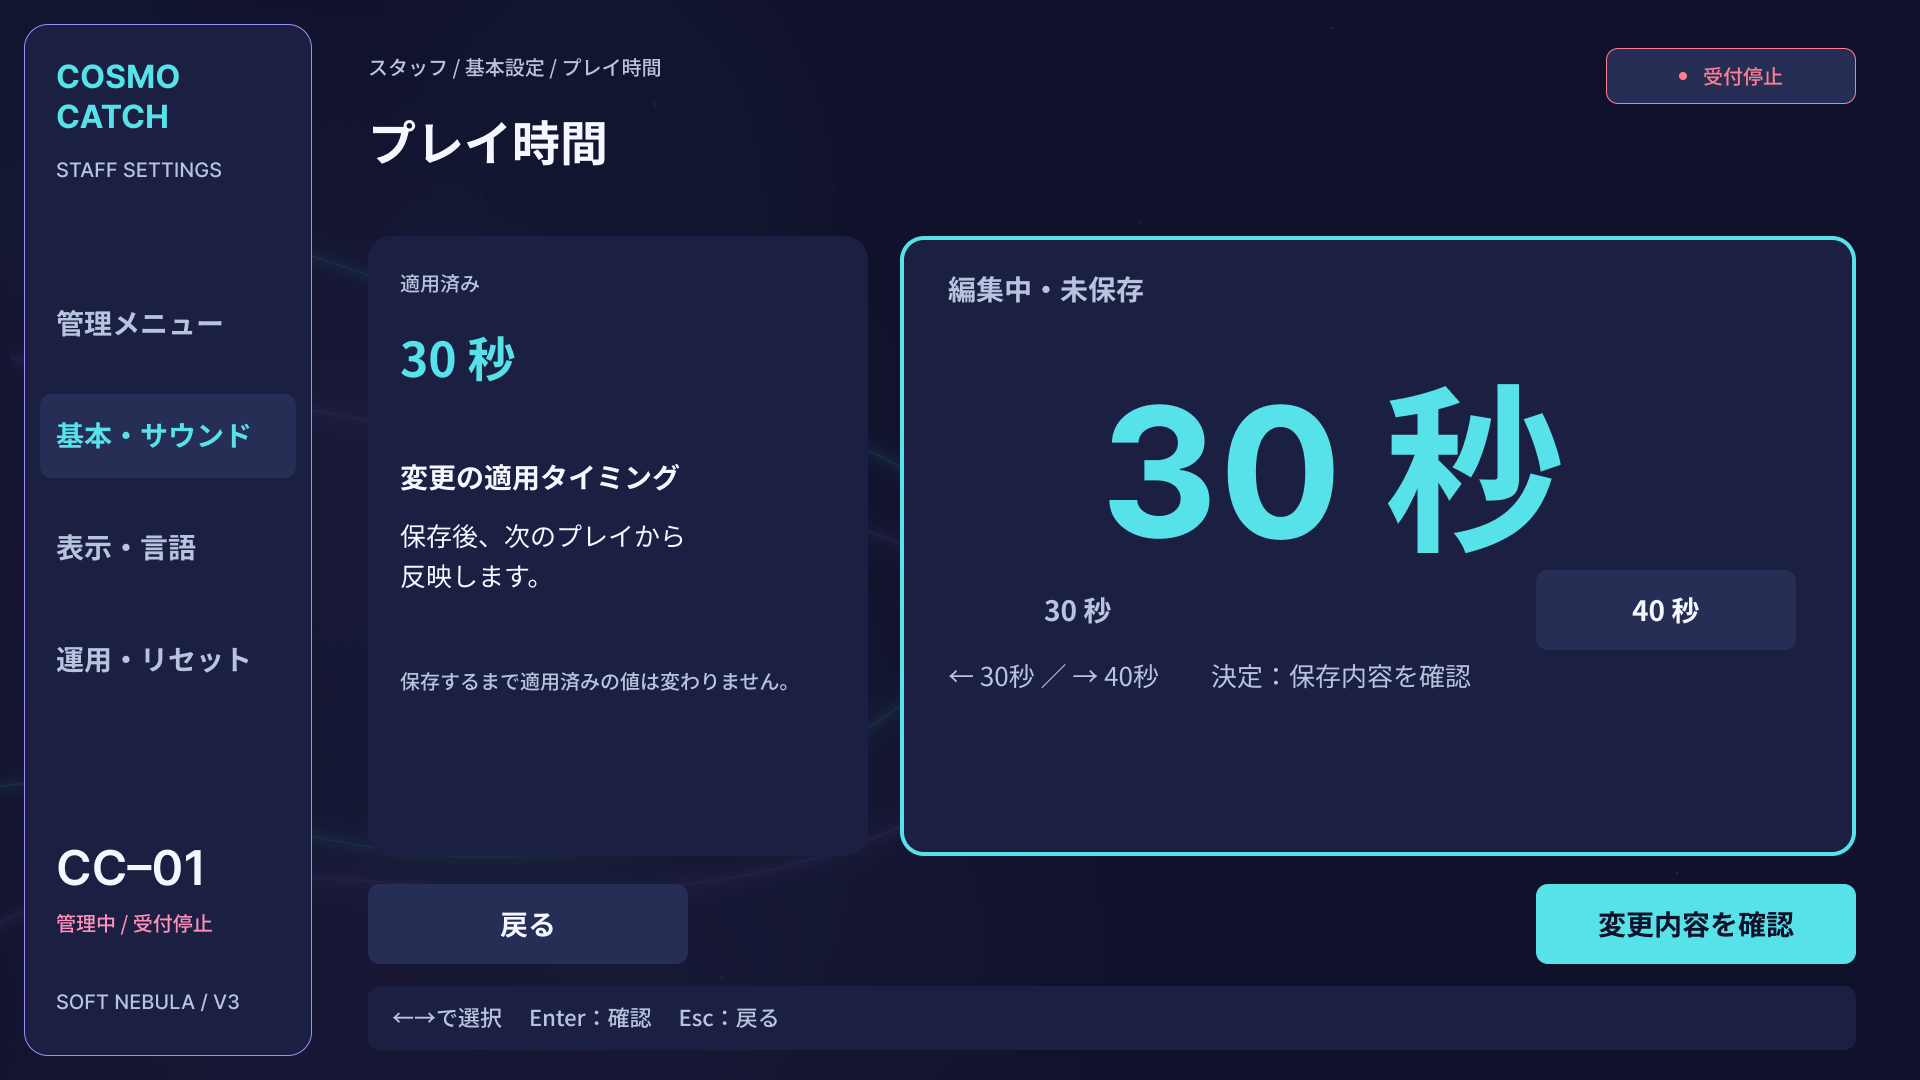 COSMO
CATCH
STAFF SETTINGS
管理メニュー
基本・サウンド
表示・言語
運用・リセット
CC–01
管理中 / 受付停止
SOFT NEBULA / V3
スタッフ / 基本設定 / プレイ時間
プレイ時間
• 受付停止
適用済み
30 秒
変更の適用タイミング
保存後、次のプレイから
反映します。
保存するまで適用済みの値は変わりません。
編集中・未保存
30 秒
30 秒
40 秒
← 30秒 ／ → 40秒　　決定：保存内容を確認
戻る
変更内容を確認
←→で選択　Enter：確認　Esc：戻る